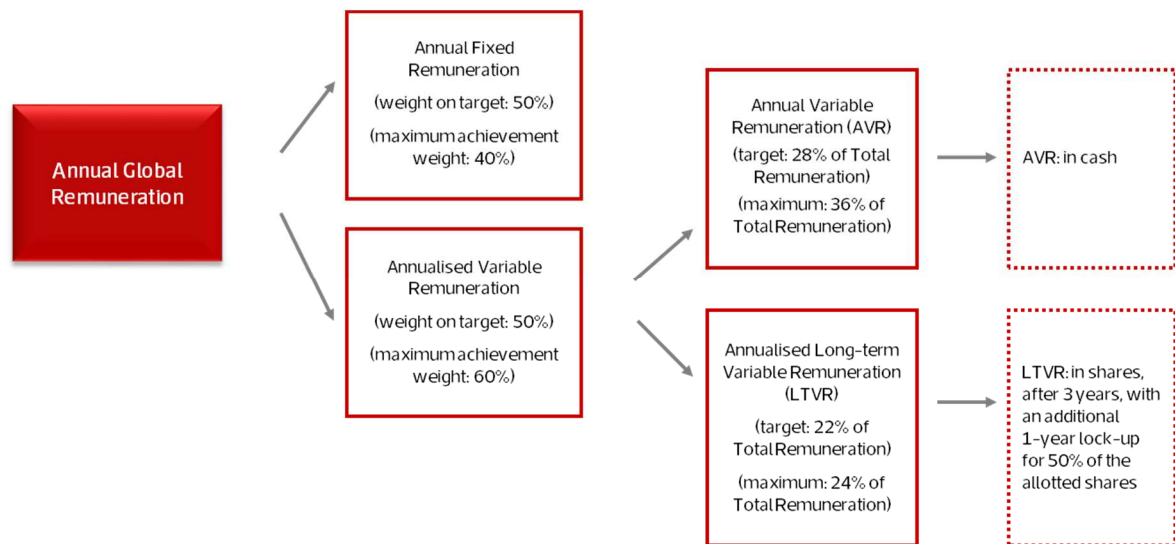 Annual Global
Remuneration
Annual Fixed
Remuneration
(weight on target: 50%)
(maximum achievement
weight: 40%)
Annualised Variable
Remuneration
(weight on target: 50%)
(maximum achievement
weight: 60%)
Annual Variable
Remuneration (AVR)
(target: 28% of Total
Remuneration)
(maximum: 36% of
Total Remuneration)
AVR: in cash
Annualised Long-term
Variable Remuneration
(LTVR)
(target: 22% of
Total Remuneration)
(maximum: 24% of
Total Remuneration)
LTVR: in shares,
after 3 years, with
an additional
1-year lock-up
for 50% of the
allotted shares